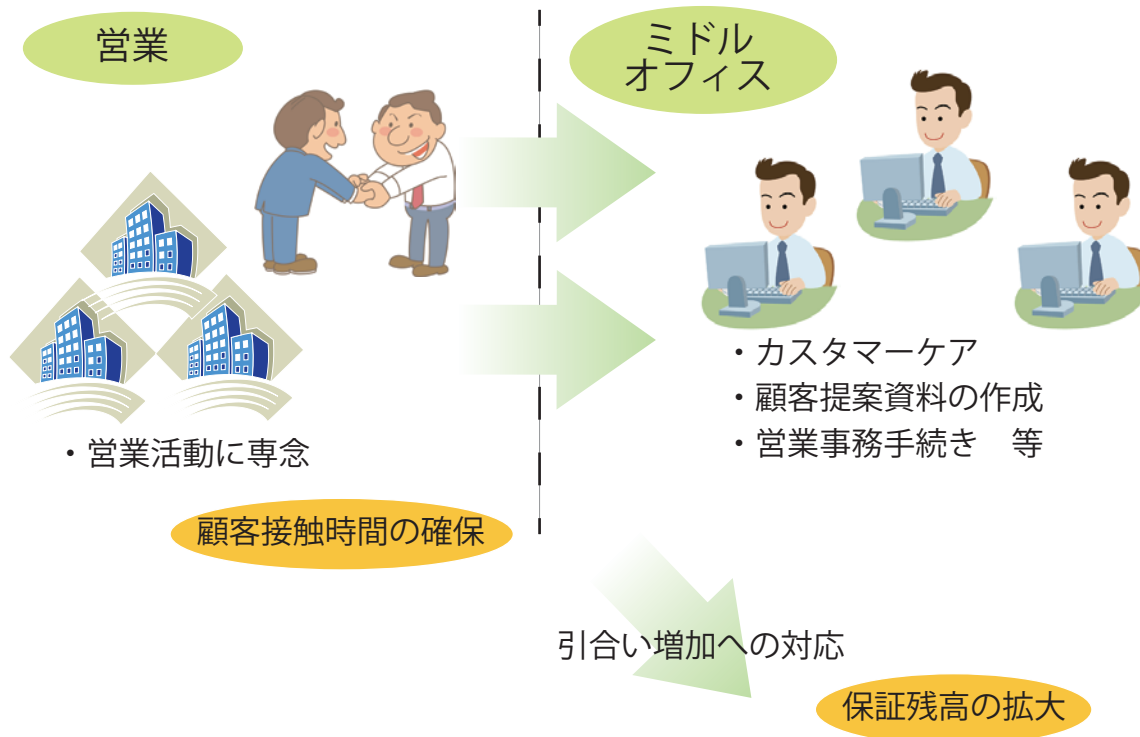 営業
ミドル
オフィス
・カスタマーケア
・顧客提案資料の作成
・営業事務手続き　等
・営業活動に専念
顧客接触時間の確保
引合い増加への対応
保証残高の拡大